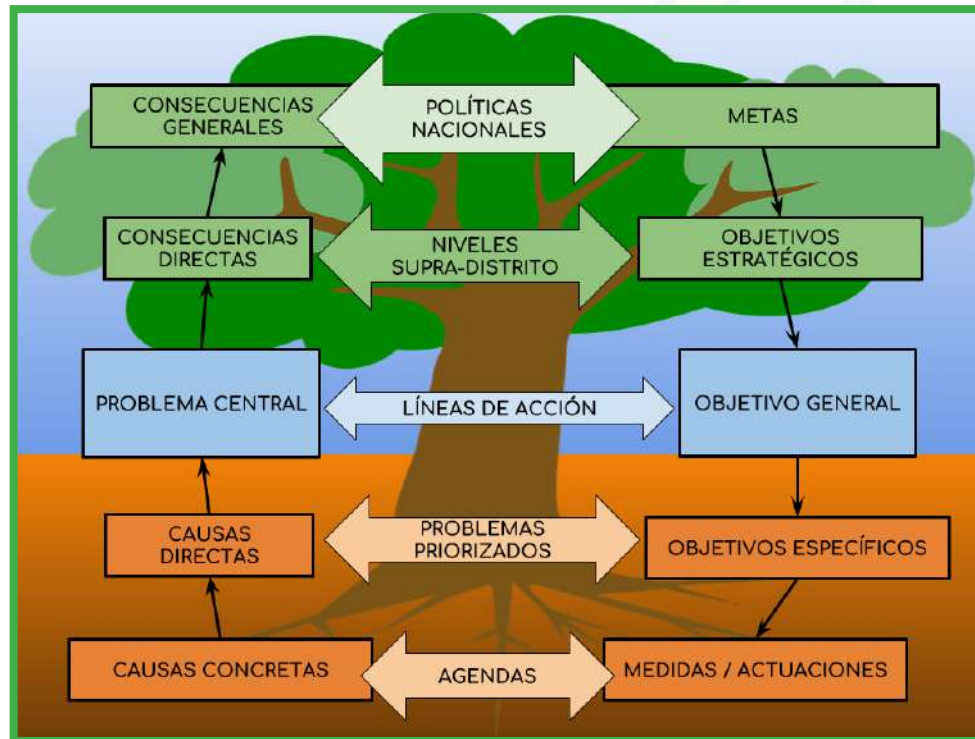 CONSECUENCIAS
GENERALES
POLÍTICAS
NACIONALES
METAS
CONSECUENCIAS
DIRECTAS
NIVELES
SUPRA-DISTRITO
OBJETIVOS
ESTRATÉGICOS
PROBLEMA CENTRAL
LÍNEAS DE ACCIÓN
OBJETIVO GENERAL
CAUSAS
DIRECTAS
PROBLEMAS
PRIORIZADOS
OBJETIVOS ESPECÍFICOS
CAUSAS CONCRETAS
AGENDAS
MEDIDAS / ACTUACIONES